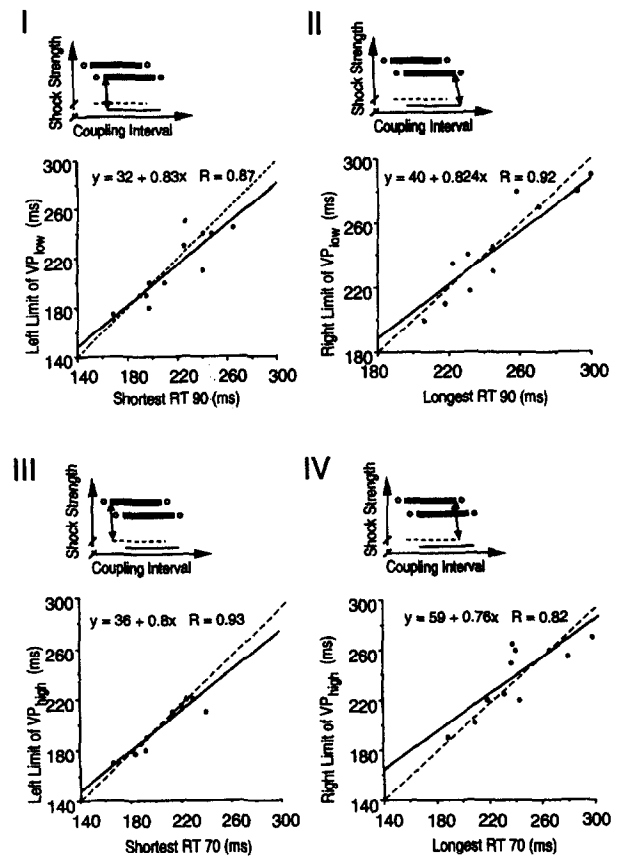 I
Shock Strength
Coupling Interval
y = 32 + 0.83x R = 0.87
Left Limit of VPlow (ms)
300
260
220
180
140
140 180 220 260 300
Shortest RT 90 (ms)
II
Shock Strength
Coupling Interval
y = 40 + 0.824x R = 0.92
Right Limit of VPlow (ms)
300
260
220
180
180 220 260 300
Longest RT 90 (ms)
III
Shock Strength
Coupling Interval
y = 36 + 0.8x R = 0.93
Left Limit of VPhigh (ms)
300
260
220
180
140
140 180 220 260 300
Shortest RT 70 (ms)
IV
Shock Strength
Coupling Interval
y = 59 + 0.76x R = 0.82
Right Limit of VPhigh (ms)
300
260
220
180
140
140 180 220 260 300
Longest RT 70 (ms)